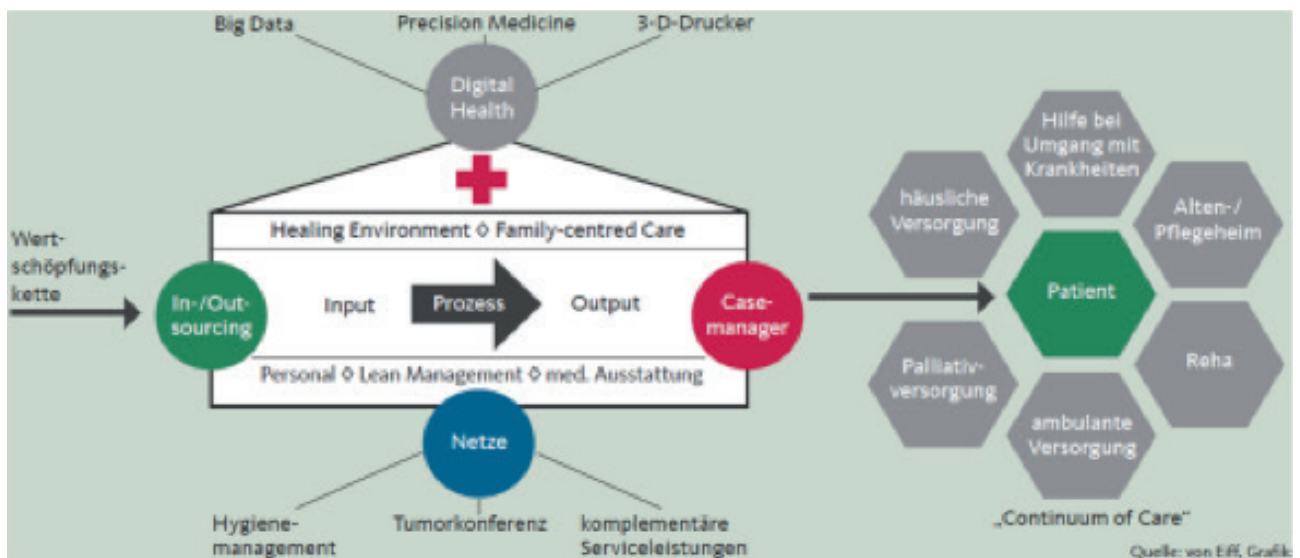 Big Data
Precision Medicine
3-D-Drucker
Digital
Health
Healing Environment ◊ Family-centred Care
Wert-
schöpfungs-
kette
In-/Out-
sourcing
Input
Prozess
Output
Case-
manager
Personal ◊ Lean Management ◊ med. Ausstattung
Netze
Hygiene-
management
Tumorkonferenz
komplementäre
Serviceleistungen
Hilfe bei
Umgang mit
Krankheiten
häusliche
Versorgung
Alten-/
Pflegeheim
Patient
Palliativ-
versorgung
Reha
ambulante
Versorgung
„Continuum of Care“
Quelle: von Eiff, Grafik: